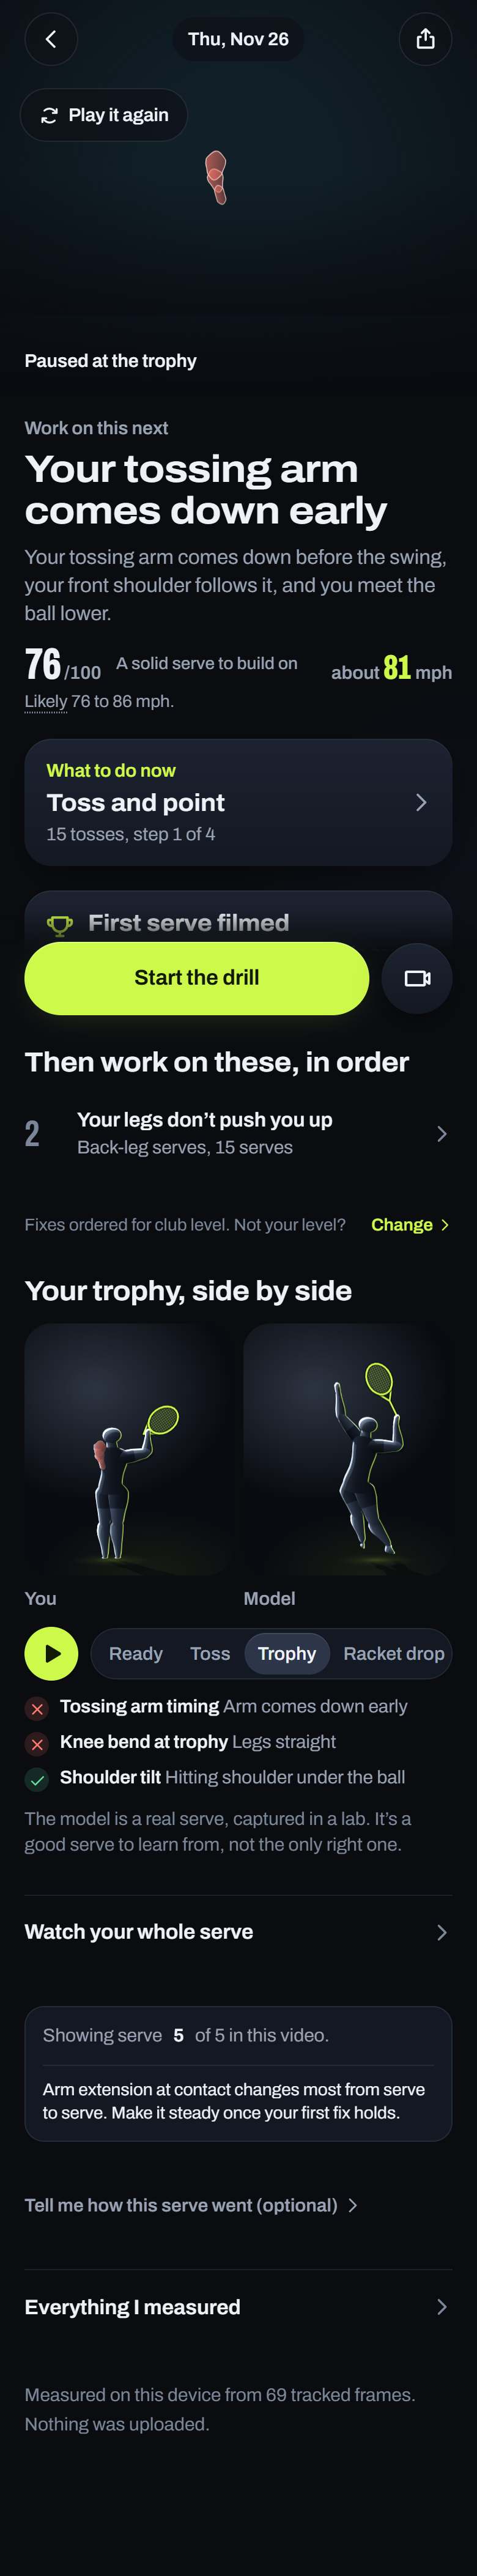 Thu, Nov 26
Play it again
Paused at the trophy
Work on this next
Your tossing arm
comes down early
Your tossing arm comes down before the swing,
your front shoulder follows it, and you meet the
ball lower.
76 /100 A solid serve to build on about 81 mph
Likely 76 to 86 mph.
What to do now
Toss and point
15 tosses, step 1 of 4
First serve filmed
Start the drill
Then work on these, in order
2 Your legs don’t push you up
Back-leg serves, 15 serves
Fixes ordered for club level. Not your level? Change
Your trophy, side by side
You Model
Ready Toss Trophy Racket drop
Tossing arm timing Arm comes down early
Knee bend at trophy Legs straight
Shoulder tilt Hitting shoulder under the ball
The model is a real serve, captured in a lab. It’s a
good serve to learn from, not the only right one.
Watch your whole serve
Showing serve 5 of 5 in this video.
Arm extension at contact changes most from serve
to serve. Make it steady once your first fix holds.
Tell me how this serve went (optional)
Everything I measured
Measured on this device from 69 tracked frames.
Nothing was uploaded.